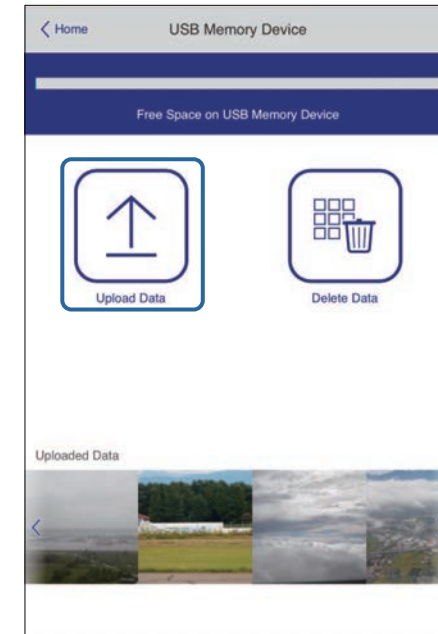 Home
USB Memory Device
Free Space on USB Memory Device
Upload Data
Delete Data
Uploaded Data